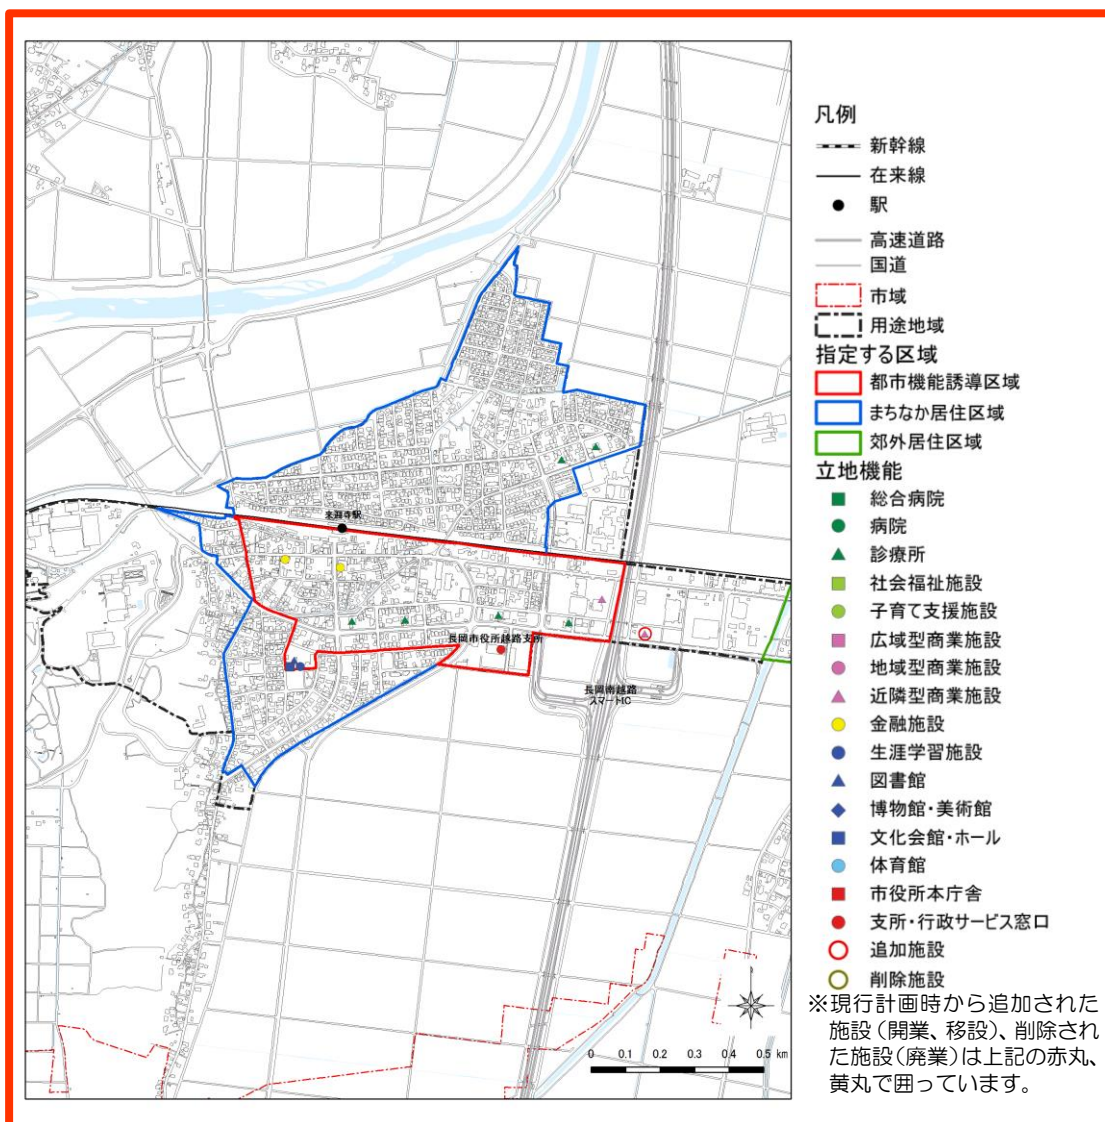 来迎寺駅
長岡市役所越路支所
長岡南越路
スマートIC
0 0.1 0.2 0.3 0.4 0.5 km
凡例
新幹線
在来線
駅
高速道路
国道
市域
用途地域
指定する区域
都市機能誘導区域
まちなか居住区域
郊外居住区域
立地機能
総合病院
病院
診療所
社会福祉施設
子育て支援施設
広域型商業施設
地域型商業施設
近隣型商業施設
金融施設
生涯学習施設
図書館
博物館・美術館
文化会館・ホール
体育館
市役所本庁舎
支所・行政サービス窓口
追加施設
削除施設
※現行計画時から追加された
施設(開業、移設)、削除され
た施設(廃業)は上記の赤丸、
黄丸で囲っています。